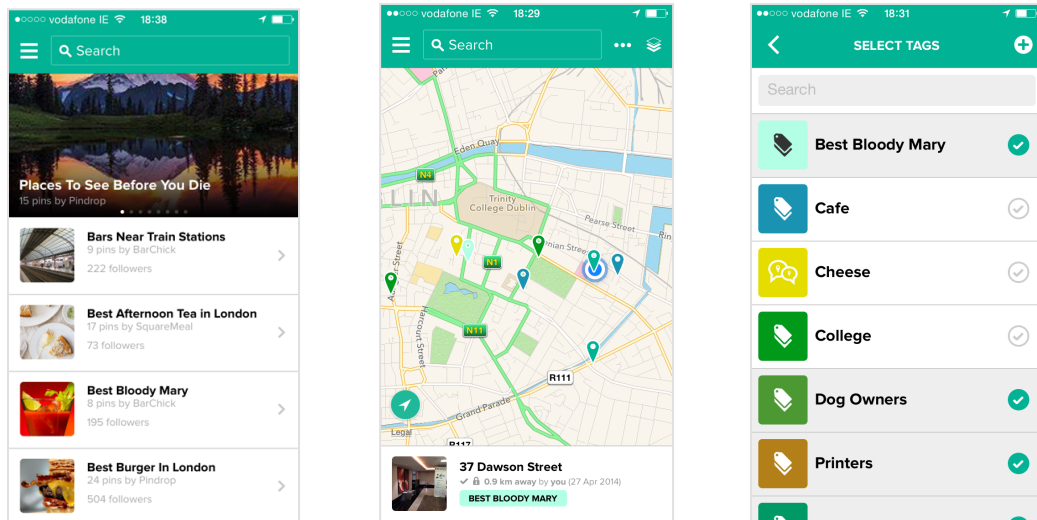 vodafone IE 18:38
Search
Places To See Before You Die
15 pins by Pindrop
Bars Near Train Stations
9 pins by BarChick
222 followers
Best Afternoon Tea in London
17 pins by SquareMeal
73 followers
Best Bloody Mary
8 pins by BarChick
195 followers
Best Burger In London
24 pins by Pindrop
504 followers
vodafone IE 18:29
Search
Eden Quay
N4
LIN
Trinity
College Dublin
Pearse Street
Rin
Street
N1
N11
Harcourt Street
R111
Grand Parade
Legal
R117
37 Dawson Street
0.9 km away by you (27 Apr 2014)
BEST BLOODY MARY
vodafone IE 18:31
SELECT TAGS
Search
Best Bloody Mary
Cafe
Cheese
College
Dog Owners
Printers